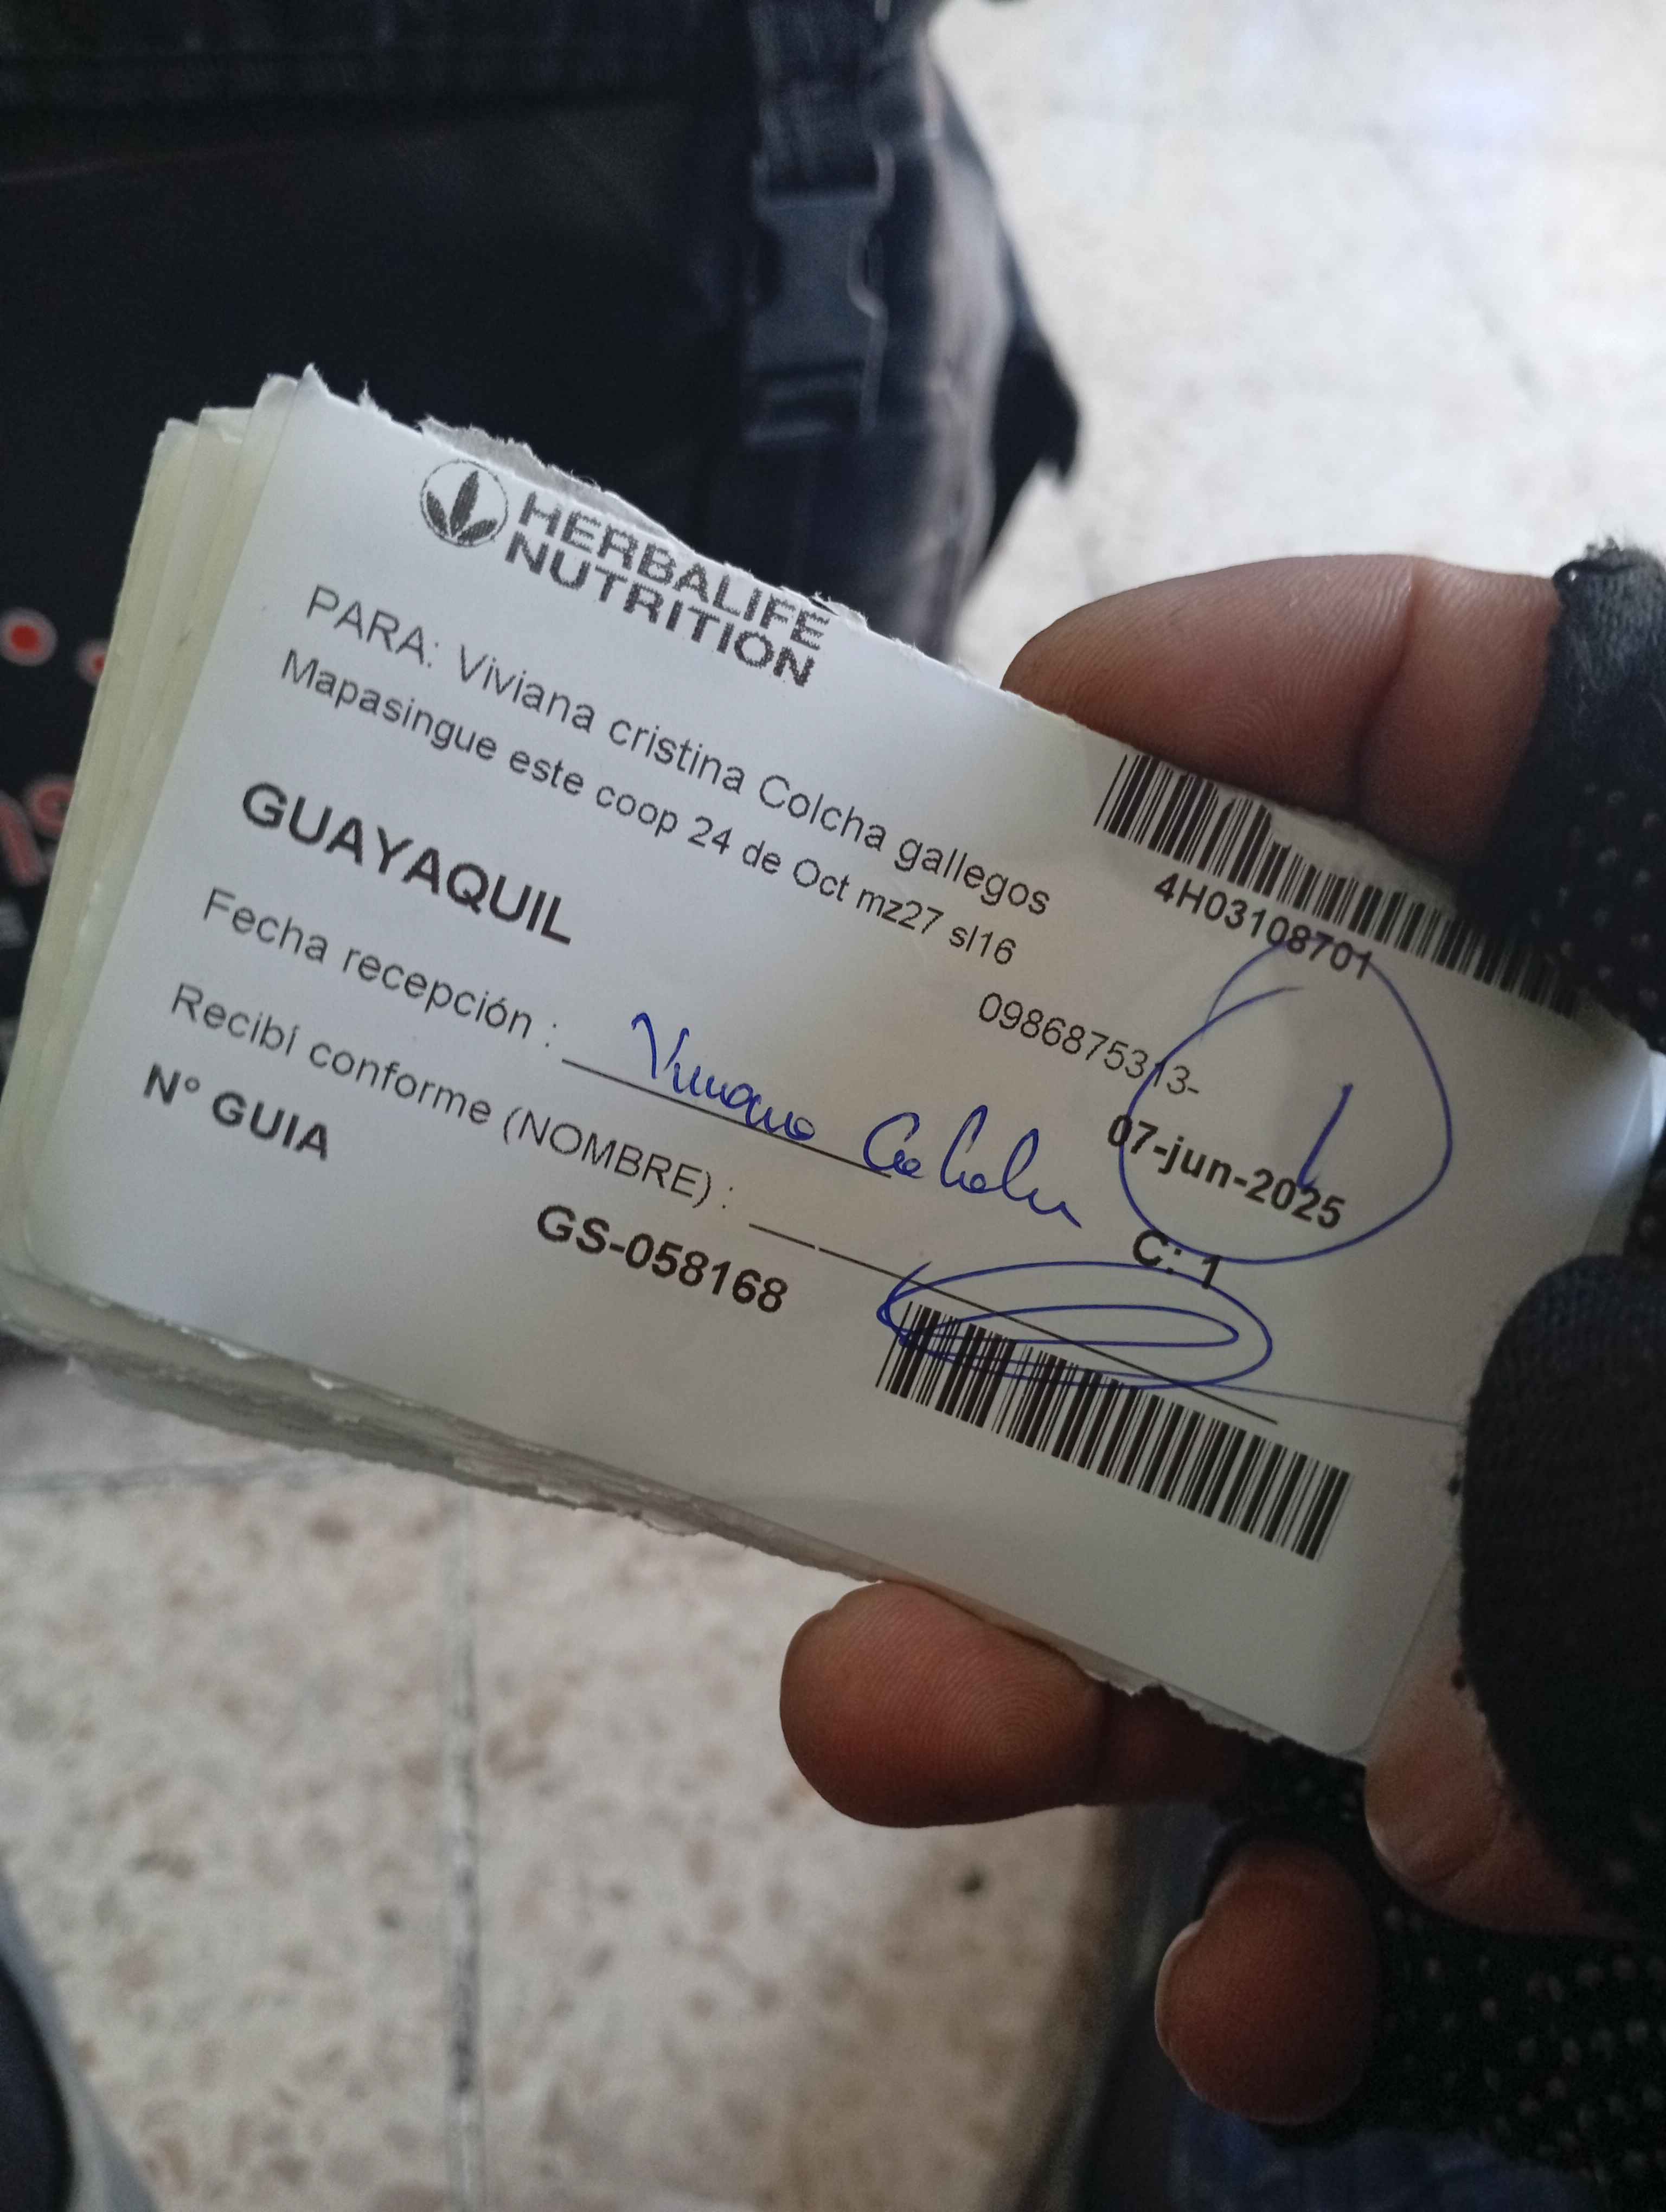 HERBALIFE
NUTRITION
PARA: Viviana cristina Colcha gallegos
Mapasingue este coop 24 de Oct mz27 sl16
4H03108701
GUAYAQUIL
0986875313-
Fecha recepción :
07-jun-2025
1
Recibí conforme (NOMBRE) :
C: 1
N° GUIA
GS-058168